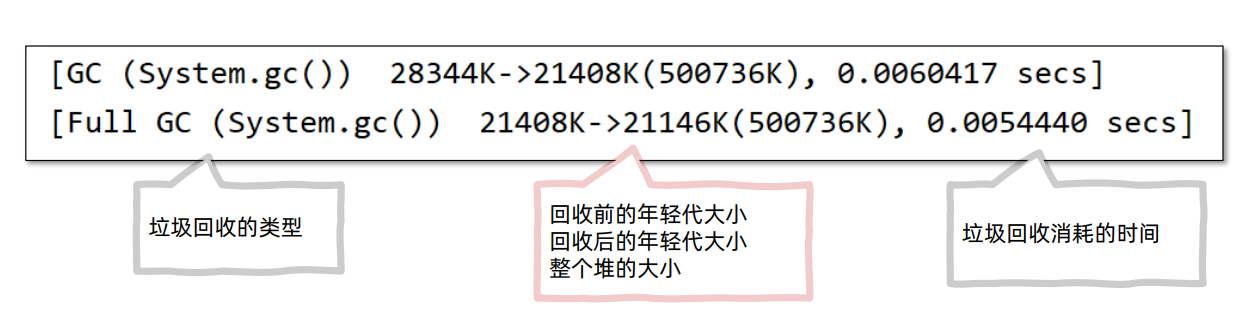 [GC (System.gc())  28344K->21408K(500736K), 0.0060417 secs]
[Full GC (System.gc())  21408K->21146K(500736K), 0.0054440 secs]
垃圾回收的类型
回收前的年轻代大小
回收后的年轻代大小
整个堆的大小
垃圾回收消耗的时间